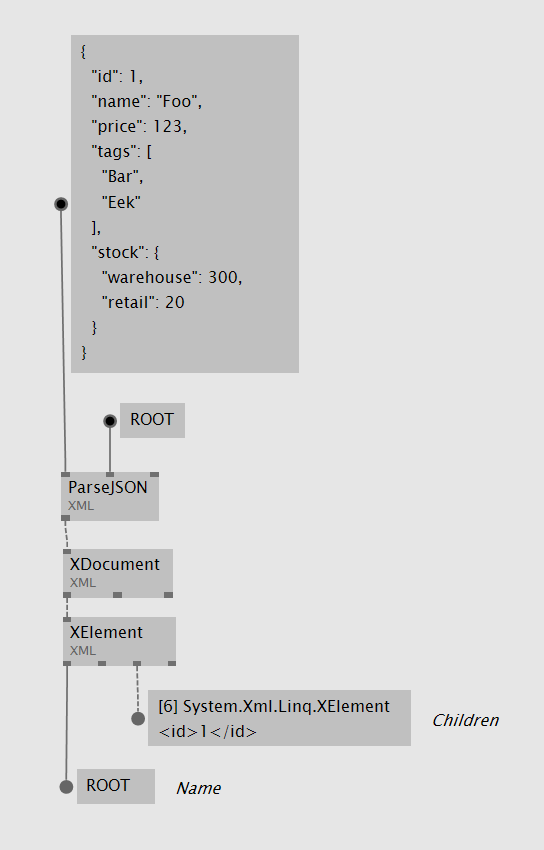 {
"id": 1,
"name": "Foo",
"price": 123,
"tags": [
"Bar",
"Eek"
],
"stock": {
"warehouse": 300,
"retail": 20
}
}
ROOT
ParseJSON
XML
XDocument
XML
XElement
XML
[6] System.Xml.Linq.XElement
<id>1</id>
Children
ROOT
Name